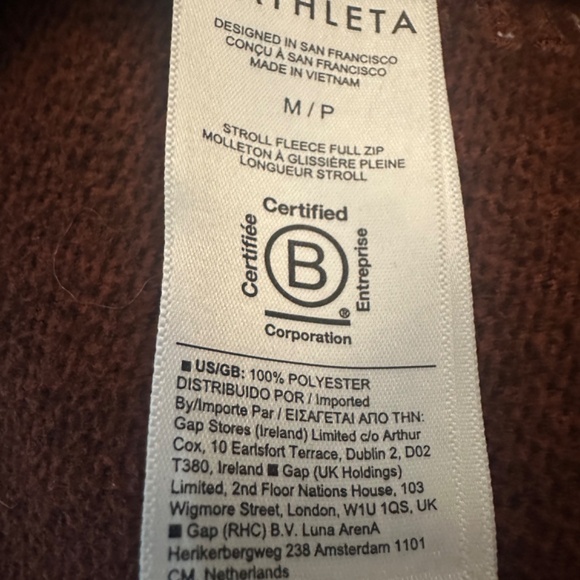 ATHLETA
DESIGNED IN SAN FRANCISCO
CONÇU À SAN FRANCISCO
MADE IN VIETNAM
M / P
STROLL FLEECE FULL ZIP
MOLLETON À GLISSIÈRE PLEINE
LONGUEUR STROLL
Certified
Certifiée
B
Entreprise
®
Corporation
■ US/GB: 100% POLYESTER
DISTRIBUIDO POR / Imported
By/Importe Par / ΕΙΣΑΓΕΤΑΙ ΑΠΟ ΤΗΝ:
Gap Stores (Ireland) Limited c/o Arthur
Cox, 10 Earlsfort Terrace, Dublin 2, D02
T380, Ireland ■ Gap (UK Holdings)
Limited, 2nd Floor Nations House, 103
Wigmore Street, London, W1U 1QS, UK
■ Gap (RHC) B.V. Luna ArenA
Herikerbergweg 238 Amsterdam 1101
CM, Netherlands